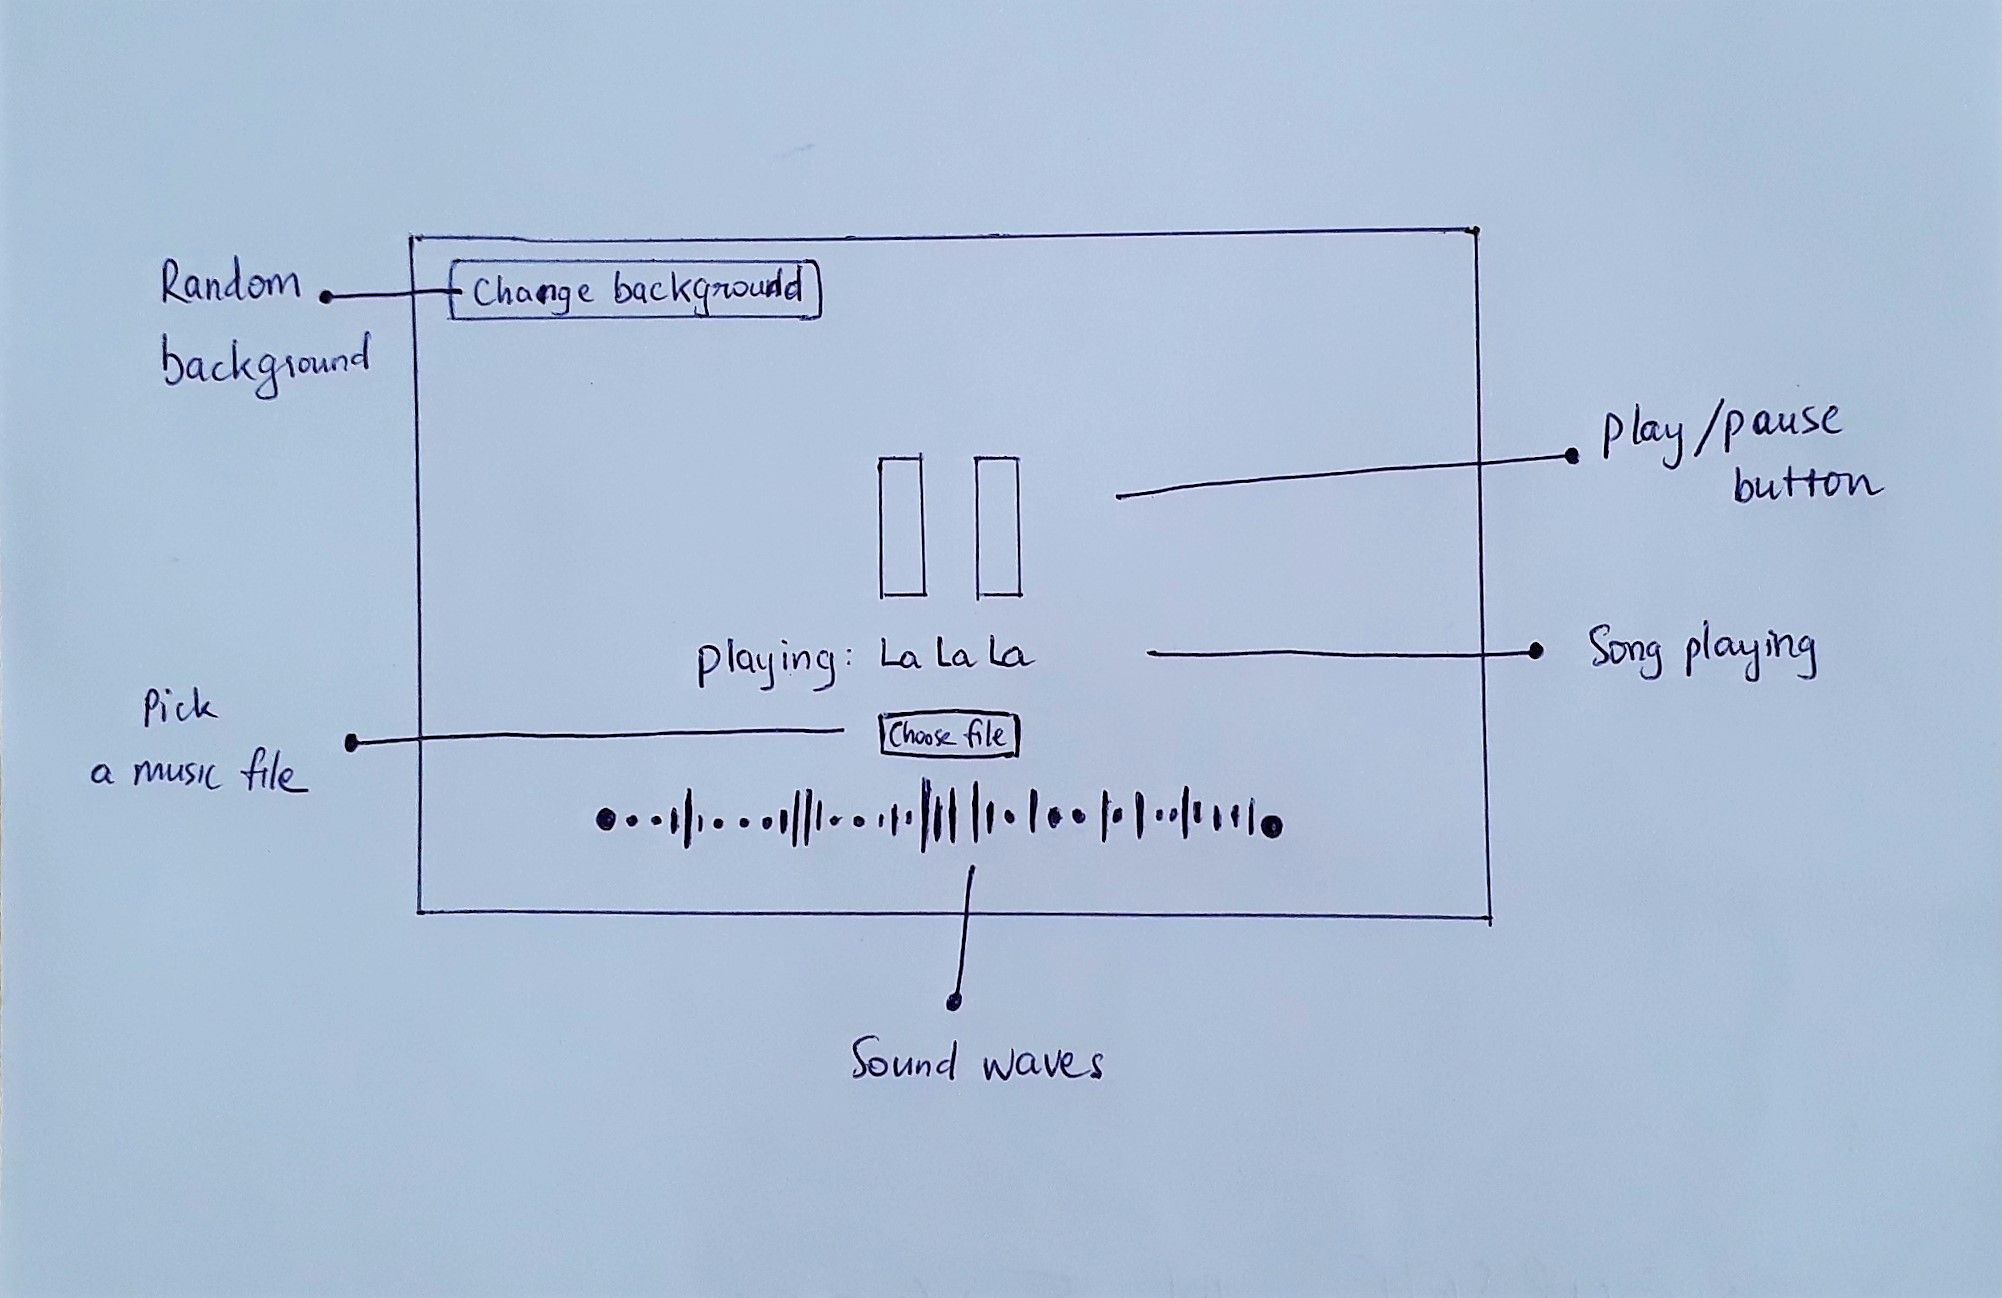 Random
background
Change background
play/pause
button
playing: La La La
Song playing
Pick
a music file
Choose file
Sound waves